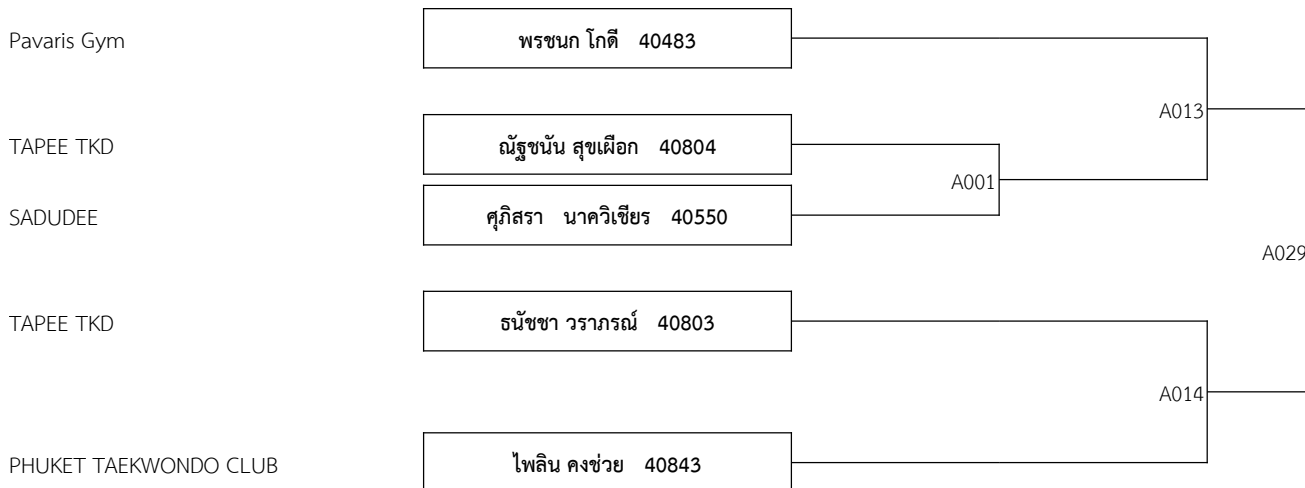 Pavaris Gym พรชนก โกดี 40483
A013
TAPEE TKD ณัฐชนัน สุขเผือก 40804
A001
SADUDEE ศุภิสรา นาควิเชียร 40550
A029
TAPEE TKD ธนัชชา วราภรณ์ 40803
A014
PHUKET TAEKWONDO CLUB ไพลิน คงช่วย 40843